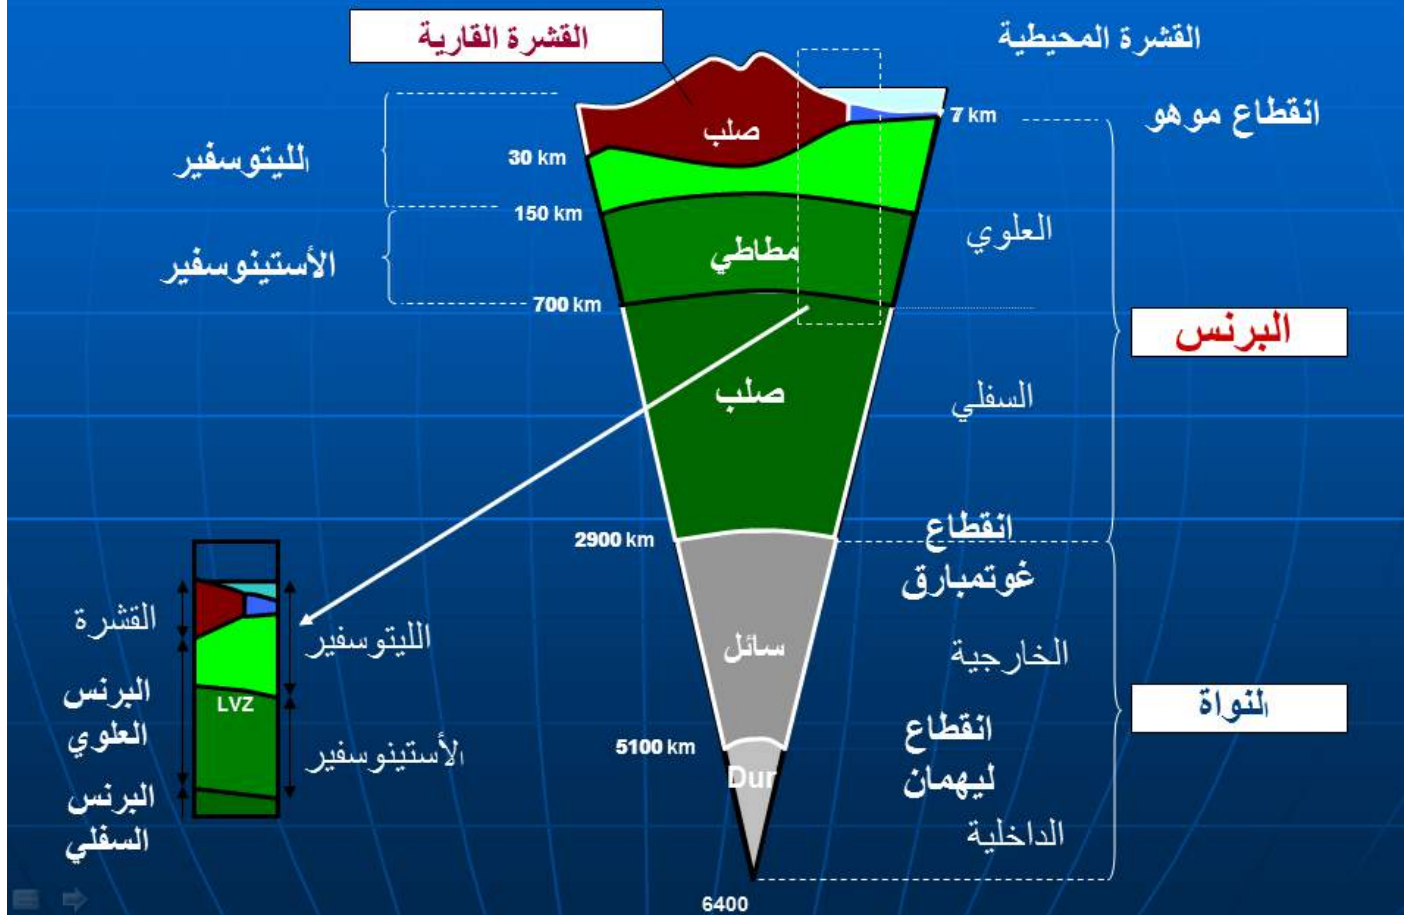 القشرة القارية
القشرة المحيطية
7 km
انقطاع موهو
صلب
30 km
الليتوسفير
150 km
العلوي
مطاطي
الأستينوسفير
700 km
البرنس
صلب
السفلي
انقطاع
غوتمبارق
2900 km
القشرة
الليتوسفير
سائل
الخارجية
البرنس
العلوي
LVZ
النواة
انقطاع
ليهمان
5100 km
الأستينوسفير
Dur
البرنس
السفلي
الداخلية
6400